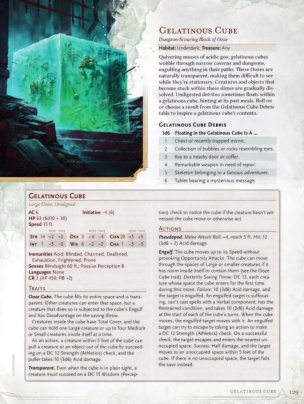 GELATINOUS CUBE
Dungeon-Scouring Block of Ooze
Habitat: Underdark; Treasure: Any
Quivering masses of acidic goo, gelatinous cubes
wobble through narrow caverns and dungeons,
engulfing anything in their paths. These Oozes are
naturally transparent, making them difficult to see
while they're stationary. Creatures and objects that
become stuck within these slimes are gradually dis-
solved. Undigested detritus sometimes floats within
a gelatinous cube, hinting at its past meals. Roll on
or choose a result from the Gelatinous Cube Debris
table to inspire a gelatinous cube's contents.
GELATINOUS CUBE DEBRIS
1d6 Floating in the Gelatinous Cube Is A ...
1 Chest or recently trapped mimic.
2 Collection of bubbles or rocks resembling eyes.
3 Key to a nearby door or coffer.
4 Remarkable weapon in need of repair.
5 Skeleton belonging to a famous adventurer.
6 Tablet bearing a mysterious message.
GELATINOUS CUBE
Large Ooze, Unaligned
AC 6 Initiative −4 (6)
HP 63 (6d10 + 30)
Speed 15 ft.
MOD SAVE MOD SAVE MOD SAVE
STR 14 +2 +2 DEX 3 −4 −4 CON 20 +5 +5
INT 1 −5 −5 WIS 6 −2 −2 CHA 1 −5 −5
Immunities Acid; Blinded, Charmed, Deafened,
Exhaustion, Frightened, Prone
Senses Blindsight 60 ft.; Passive Perception 8
Languages None
CR 2 (XP 450; PB +2)
TRAITS
Ooze Cube. The cube fills its entire space and is trans-
parent. Other creatures can enter that space, but a
creature that does so is subjected to the cube's Engulf
and has Disadvantage on the saving throw.
Creatures inside the cube have Total Cover, and the
cube can hold one Large creature or up to four Medium
or Small creatures inside itself at a time.
As an action, a creature within 5 feet of the cube can
pull a creature or an object out of the cube by succeed-
ing on a DC 12 Strength (Athletics) check, and the
puller takes 10 (3d6) Acid damage.
Transparent. Even when the cube is in plain sight, a
creature must succeed on a DC 15 Wisdom (Percep-
tion) check to notice the cube if the creature hasn't wit-
nessed the cube move or otherwise act.
ACTIONS
Pseudopod. Melee Attack Roll: +4, reach 5 ft. Hit: 12
(3d6 + 2) Acid damage.
Engulf. The cube moves up to its Speed without
provoking Opportunity Attacks. The cube can move
through the spaces of Large or smaller creatures if it
has room inside itself to contain them (see the Ooze
Cube trait). Dexterity Saving Throw: DC 12, each crea-
ture whose space the cube enters for the first time
during this move. Failure: 10 (3d6) Acid damage, and
the target is engulfed. An engulfed target is suffocat-
ing, can't cast spells with a Verbal component, has the
Restrained condition, and takes 10 (3d6) Acid damage
at the start of each of the cube's turns. When the cube
moves, the engulfed target moves with it. An engulfed
target can try to escape by taking an action to make
a DC 12 Strength (Athletics) check. On a successful
check, the target escapes and enters the nearest un-
occupied space. Success: Half damage, and the target
moves to an unoccupied space within 5 feet of the
cube. If there is no unoccupied space, the target fails
the save instead.
GELATINOUS CUBE